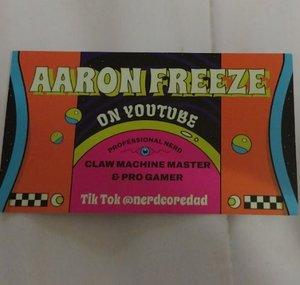 AARON FREEZE
ON YOUTUBE
PROFESSIONAL NERD
CLAW MACHINE MASTER
& PRO GAMER
Tik Tok @nerdcoredad